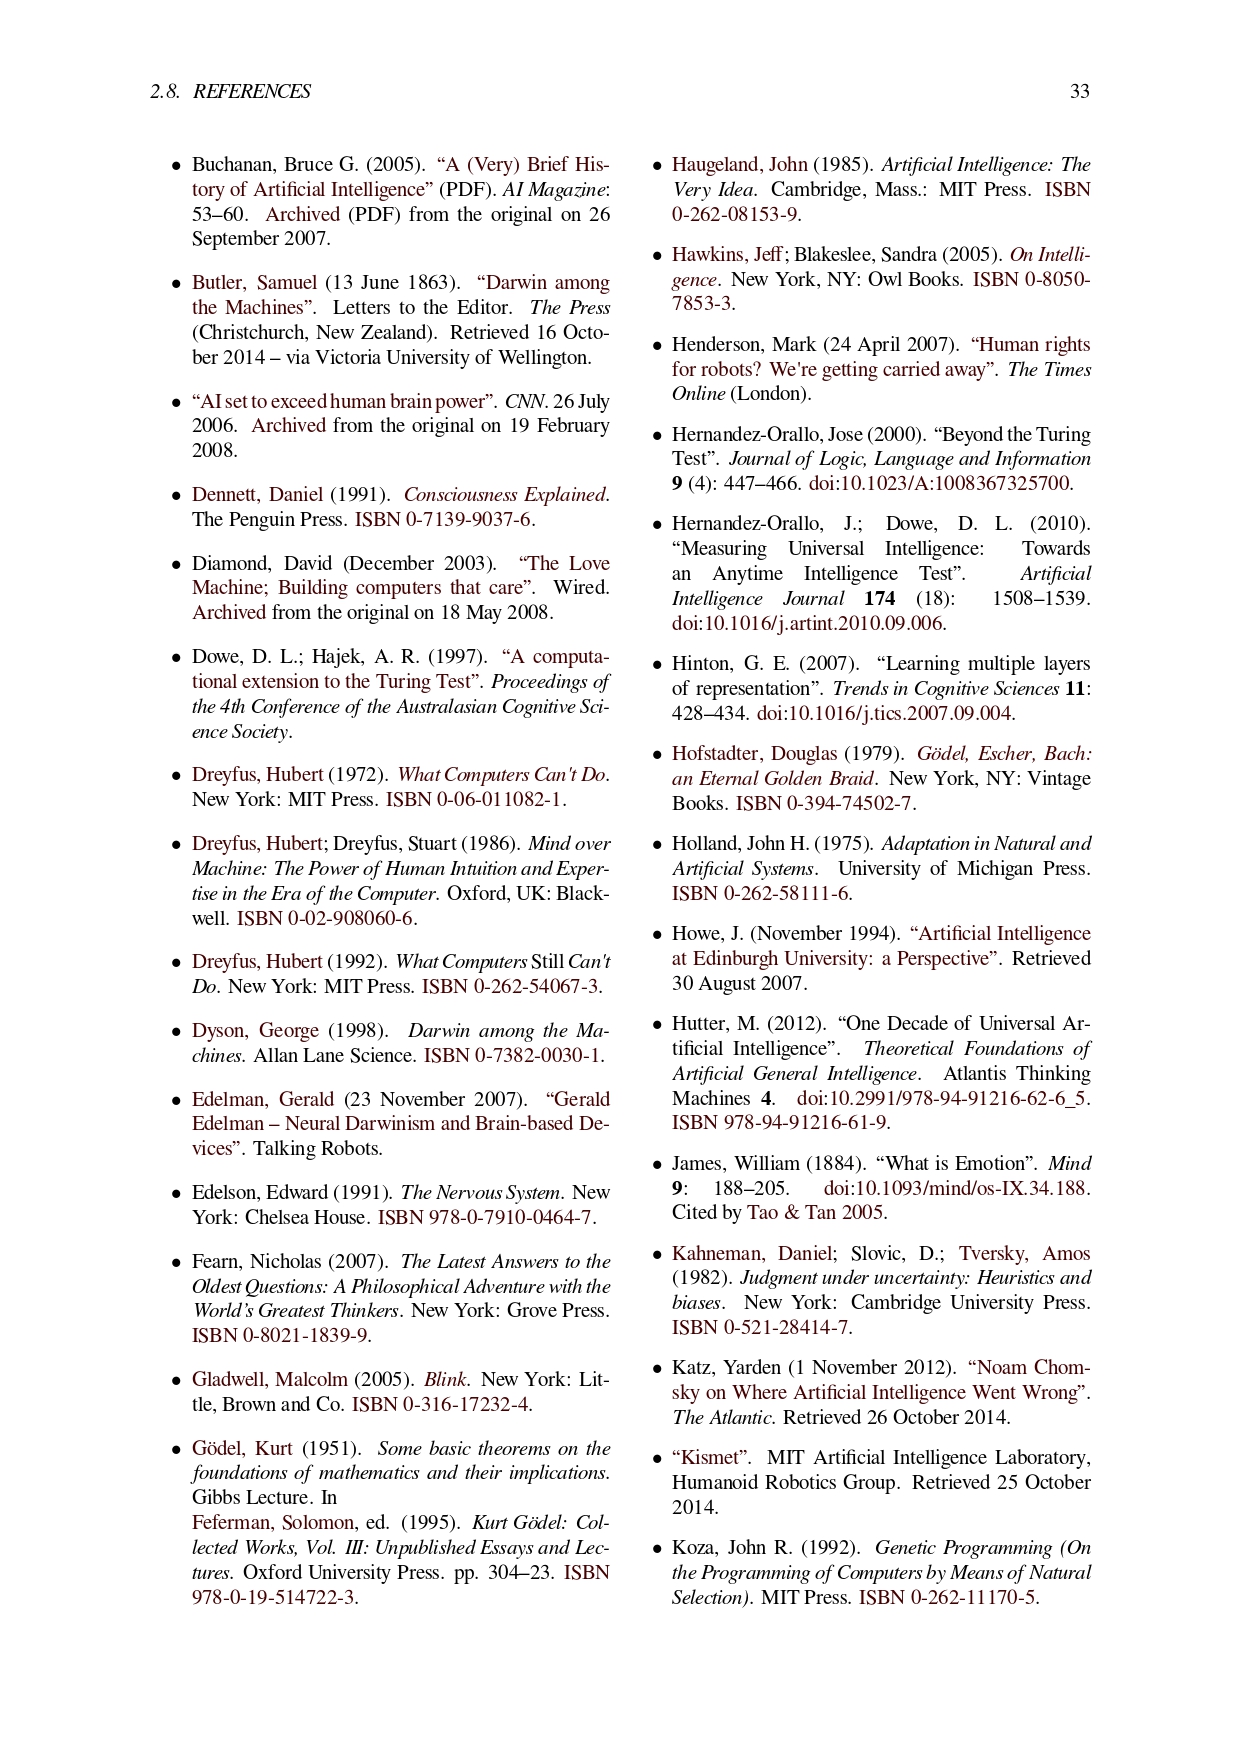 2.8. REFERENCES 33
• Buchanan, Bruce G. (2005). “A (Very) Brief His-
tory of Artificial Intelligence” (PDF). AI Magazine:
53–60. Archived (PDF) from the original on 26
September 2007.
• Butler, Samuel (13 June 1863). “Darwin among
the Machines”. Letters to the Editor. The Press
(Christchurch, New Zealand). Retrieved 16 Octo-
ber 2014 – via Victoria University of Wellington.
• “AI set to exceed human brain power”. CNN. 26 July
2006. Archived from the original on 19 February
2008.
• Dennett, Daniel (1991). Consciousness Explained.
The Penguin Press. ISBN 0-7139-9037-6.
• Diamond, David (December 2003). “The Love
Machine; Building computers that care”. Wired.
Archived from the original on 18 May 2008.
• Dowe, D. L.; Hajek, A. R. (1997). “A computa-
tional extension to the Turing Test”. Proceedings of
the 4th Conference of the Australasian Cognitive Sci-
ence Society.
• Dreyfus, Hubert (1972). What Computers Can't Do.
New York: MIT Press. ISBN 0-06-011082-1.
• Dreyfus, Hubert; Dreyfus, Stuart (1986). Mind over
Machine: The Power of Human Intuition and Exper-
tise in the Era of the Computer. Oxford, UK: Black-
well. ISBN 0-02-908060-6.
• Dreyfus, Hubert (1992). What Computers Still Can't
Do. New York: MIT Press. ISBN 0-262-54067-3.
• Dyson, George (1998). Darwin among the Ma-
chines. Allan Lane Science. ISBN 0-7382-0030-1.
• Edelman, Gerald (23 November 2007). “Gerald
Edelman – Neural Darwinism and Brain-based De-
vices”. Talking Robots.
• Edelson, Edward (1991). The Nervous System. New
York: Chelsea House. ISBN 978-0-7910-0464-7.
• Fearn, Nicholas (2007). The Latest Answers to the
Oldest Questions: A Philosophical Adventure with the
World’s Greatest Thinkers. New York: Grove Press.
ISBN 0-8021-1839-9.
• Gladwell, Malcolm (2005). Blink. New York: Lit-
tle, Brown and Co. ISBN 0-316-17232-4.
• Gödel, Kurt (1951). Some basic theorems on the
foundations of mathematics and their implications.
Gibbs Lecture. In
Feferman, Solomon, ed. (1995). Kurt Gödel: Col-
lected Works, Vol. III: Unpublished Essays and Lec-
tures. Oxford University Press. pp. 304–23. ISBN
978-0-19-514722-3.
• Haugeland, John (1985). Artificial Intelligence: The
Very Idea. Cambridge, Mass.: MIT Press. ISBN
0-262-08153-9.
• Hawkins, Jeff; Blakeslee, Sandra (2005). On Intelli-
gence. New York, NY: Owl Books. ISBN 0-8050-
7853-3.
• Henderson, Mark (24 April 2007). “Human rights
for robots? We're getting carried away”. The Times
Online (London).
• Hernandez-Orallo, Jose (2000). “Beyond the Turing
Test”. Journal of Logic, Language and Information
9 (4): 447–466. doi:10.1023/A:1008367325700.
• Hernandez-Orallo, J.; Dowe, D. L. (2010).
“Measuring Universal Intelligence: Towards
an Anytime Intelligence Test”. Artificial
Intelligence Journal 174 (18): 1508–1539.
doi:10.1016/j.artint.2010.09.006.
• Hinton, G. E. (2007). “Learning multiple layers
of representation”. Trends in Cognitive Sciences 11:
428–434. doi:10.1016/j.tics.2007.09.004.
• Hofstadter, Douglas (1979). Gödel, Escher, Bach:
an Eternal Golden Braid. New York, NY: Vintage
Books. ISBN 0-394-74502-7.
• Holland, John H. (1975). Adaptation in Natural and
Artificial Systems. University of Michigan Press.
ISBN 0-262-58111-6.
• Howe, J. (November 1994). “Artificial Intelligence
at Edinburgh University: a Perspective”. Retrieved
30 August 2007.
• Hutter, M. (2012). “One Decade of Universal Ar-
tificial Intelligence”. Theoretical Foundations of
Artificial General Intelligence. Atlantis Thinking
Machines 4. doi:10.2991/978-94-91216-62-6_5.
ISBN 978-94-91216-61-9.
• James, William (1884). “What is Emotion”. Mind
9: 188–205. doi:10.1093/mind/os-IX.34.188.
Cited by Tao & Tan 2005.
• Kahneman, Daniel; Slovic, D.; Tversky, Amos
(1982). Judgment under uncertainty: Heuristics and
biases. New York: Cambridge University Press.
ISBN 0-521-28414-7.
• Katz, Yarden (1 November 2012). “Noam Chom-
sky on Where Artificial Intelligence Went Wrong”.
The Atlantic. Retrieved 26 October 2014.
• “Kismet”. MIT Artificial Intelligence Laboratory,
Humanoid Robotics Group. Retrieved 25 October
2014.
• Koza, John R. (1992). Genetic Programming (On
the Programming of Computers by Means of Natural
Selection). MIT Press. ISBN 0-262-11170-5.